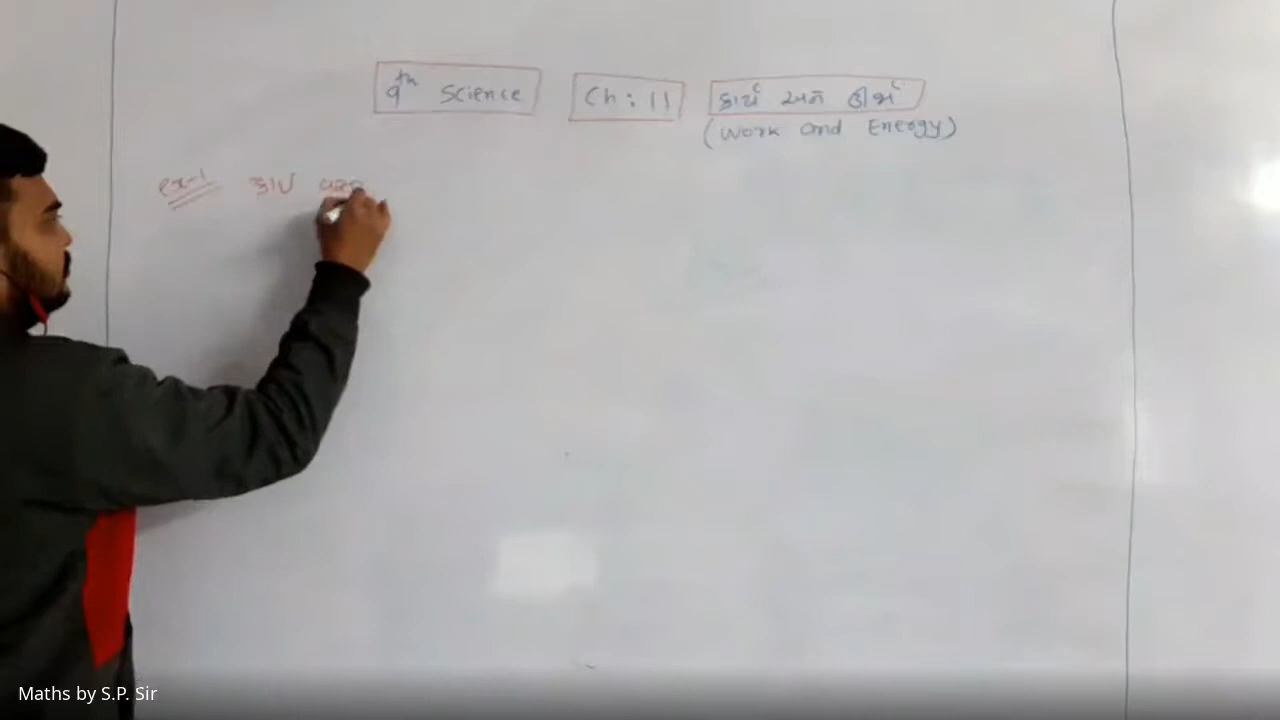 9th Science Ch: 11 કાર્ય અને ઊર્જા
(Work and Energy)
ex-1
Maths by S.P. Sir